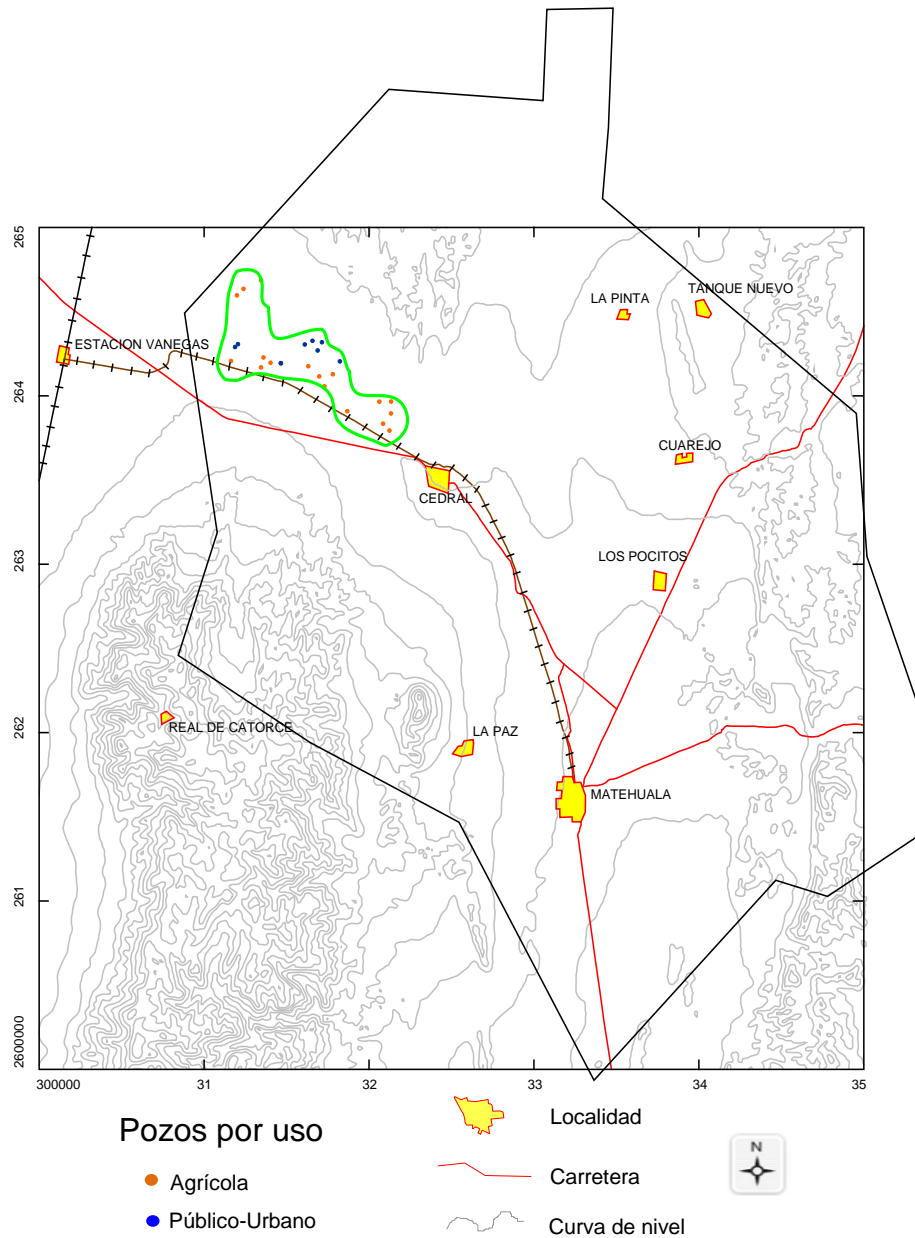 265
TANQUE NUEVO
LA PINTA
ESTACION VANEGAS
264
CUAREJO
CEDRAL
LOS POCITOS
263
REAL DE CATORCE
LA PAZ
262
MATEHUALA
261
2600000
300000
31
32
33
34
35
Pozos por uso
Agrícola
Público-Urbano
Localidad
Carretera
Curva de nivel
N